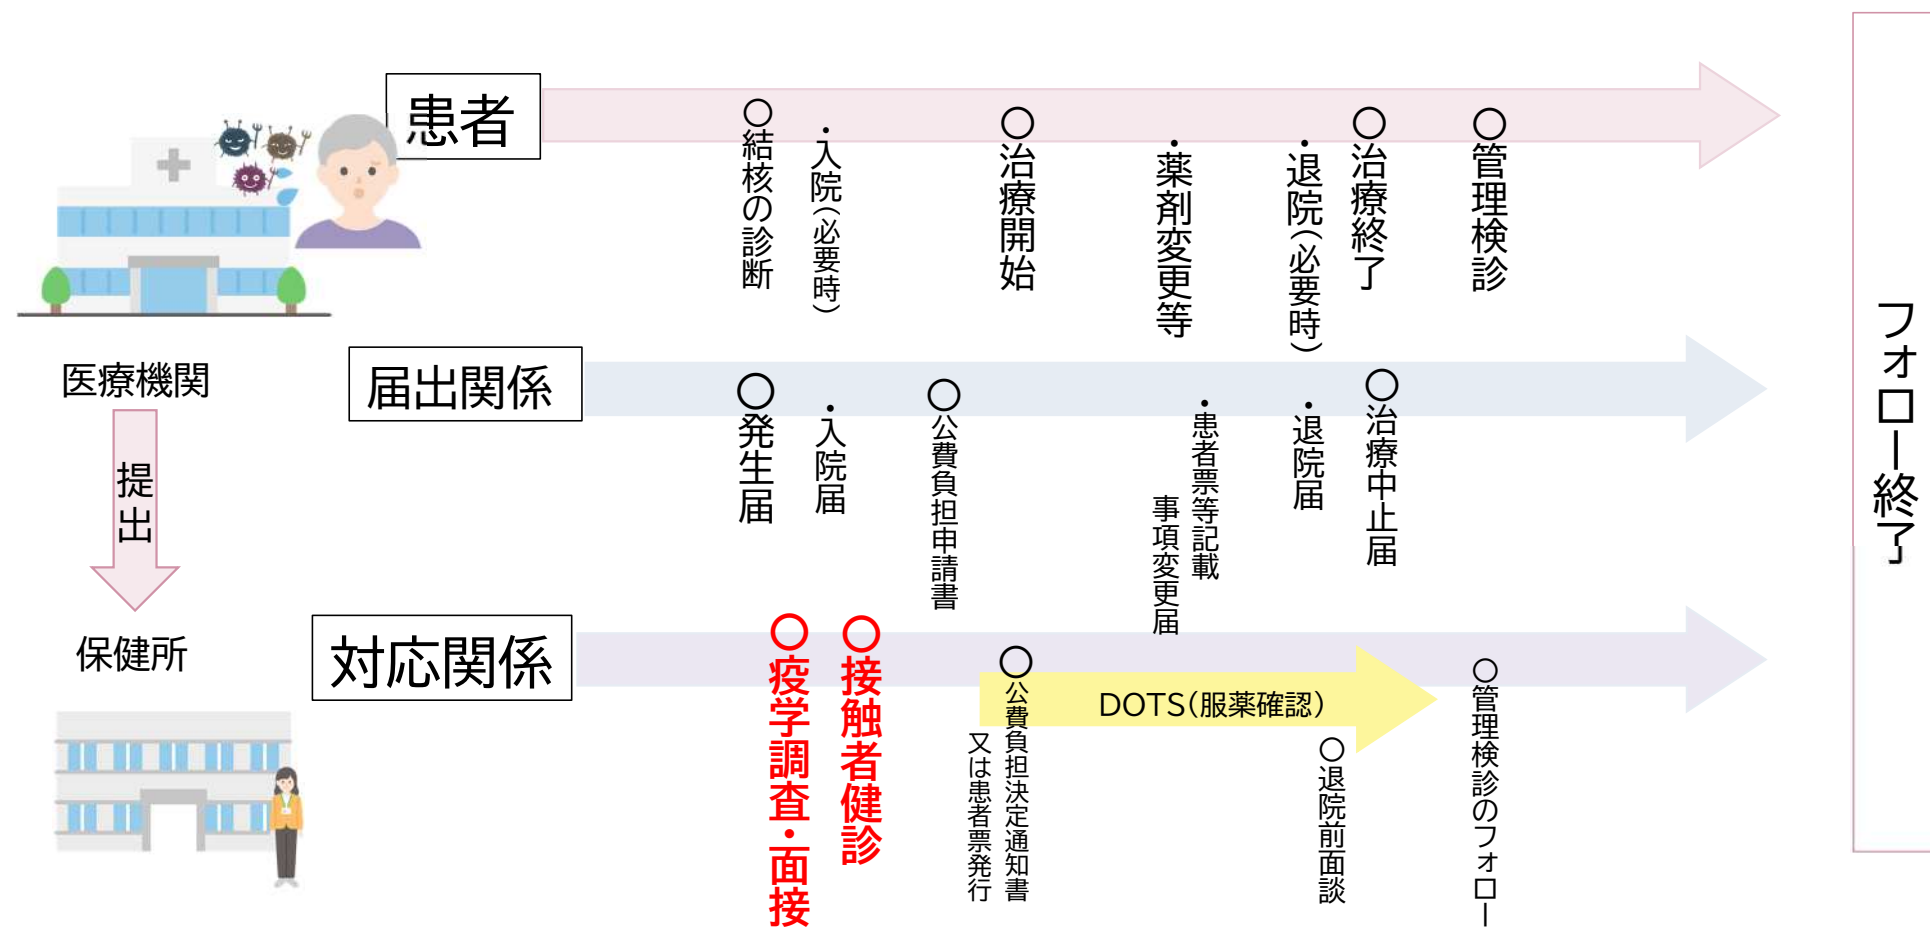 患者
○結核の診断
・入院(必要時)
○治療開始
・薬剤変更等
・退院(必要時)
○治療終了
○管理検診
医療機関
提出
保健所
届出関係
○発生届
・入院届
○公費負担申請書
・患者票等記載
事項変更届
・退院届
○治療中止届
対応関係
○疫学調査・面接
○接触者健診
○公費負担決定通知書
又は患者票発行
DOTS(服薬確認)
○退院前面談
○管理検診のフォロー
フォロー終了